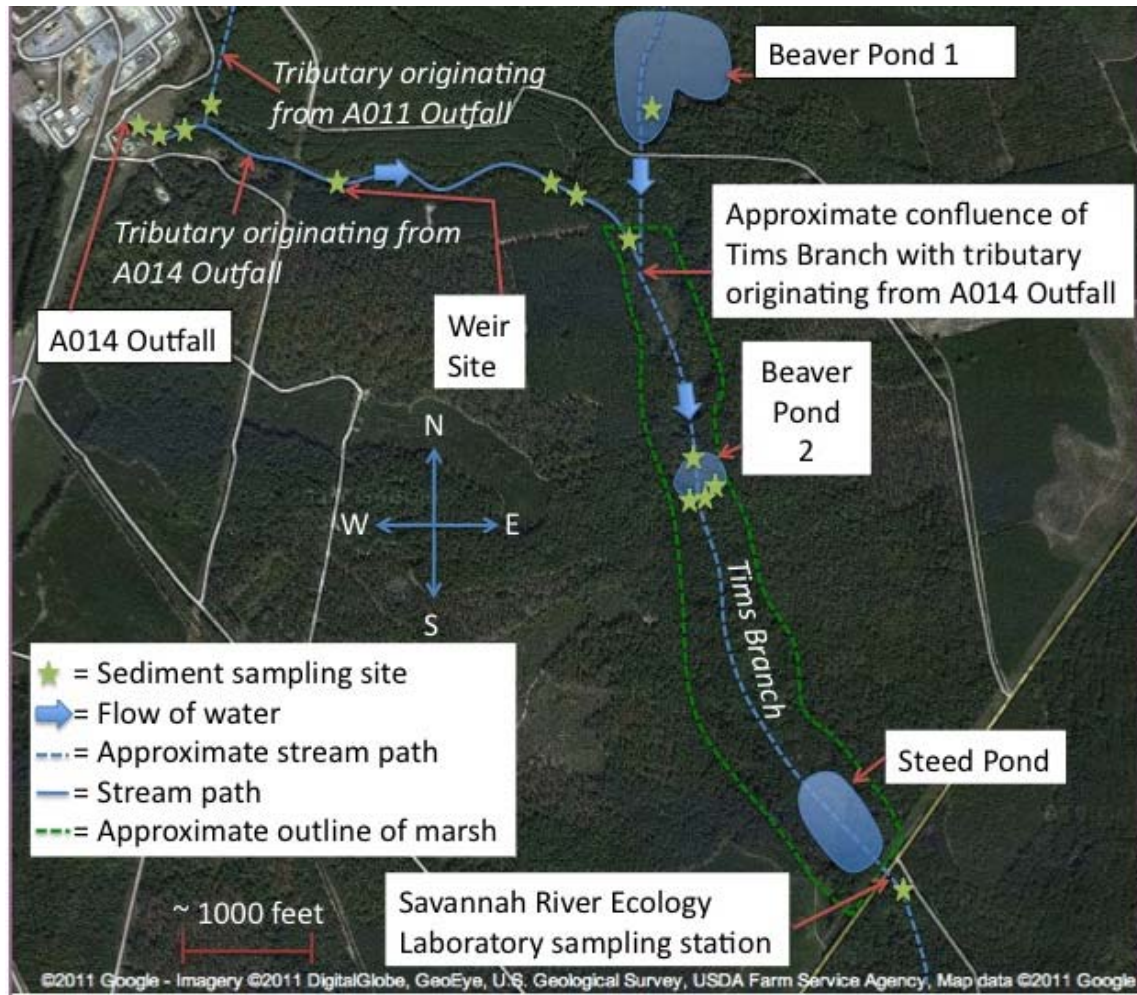 Beaver Pond 1
Tributary originating
from A011 Outfall
Approximate confluence of
Tims Branch with tributary
originating from A014 Outfall
Tributary originating from
A014 Outfall
A014 Outfall
Weir
Site
Beaver
Pond
2
N
W
E
S
Tims Branch
= Sediment sampling site
= Flow of water
= Approximate stream path
= Stream path
= Approximate outline of marsh
Steed Pond
~ 1000 feet
Savannah River Ecology
Laboratory sampling station
©2011 Google - Imagery ©2011 DigitalGlobe, GeoEye, U.S. Geological Survey, USDA Farm Service Agency, Map data ©2011 Google